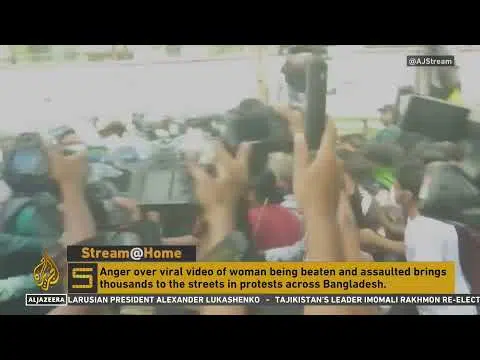 @AJStream
Stream@Home
S
Anger over viral video of woman being beaten and assaulted brings
thousands to the streets in protests across Bangladesh.
ALJAZEERA LARUSIAN PRESIDENT ALEXANDER LUKASHENKO - TAJIKISTAN'S LEADER IMOMALI RAKHMON RE-ELECT